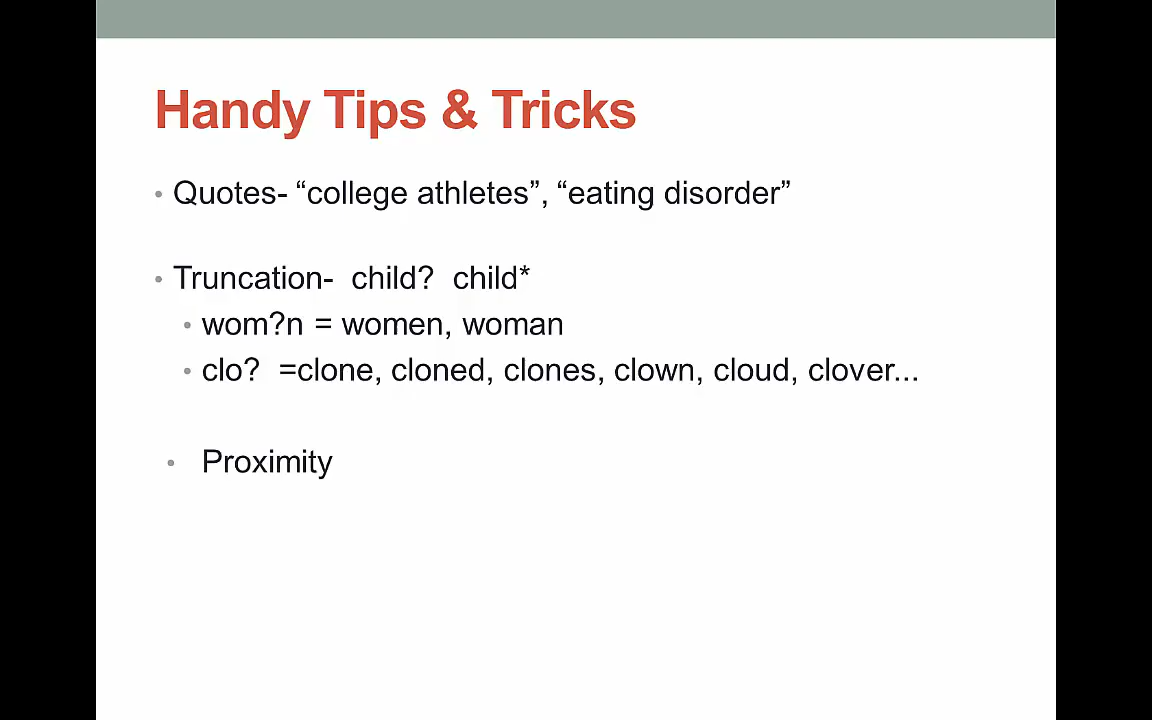 Handy Tips & Tricks
• Quotes- “college athletes”, “eating disorder”
• Truncation-  child?  child*
• wom?n = women, woman
• clo?  =clone, cloned, clones, clown, cloud, clover...
• Proximity